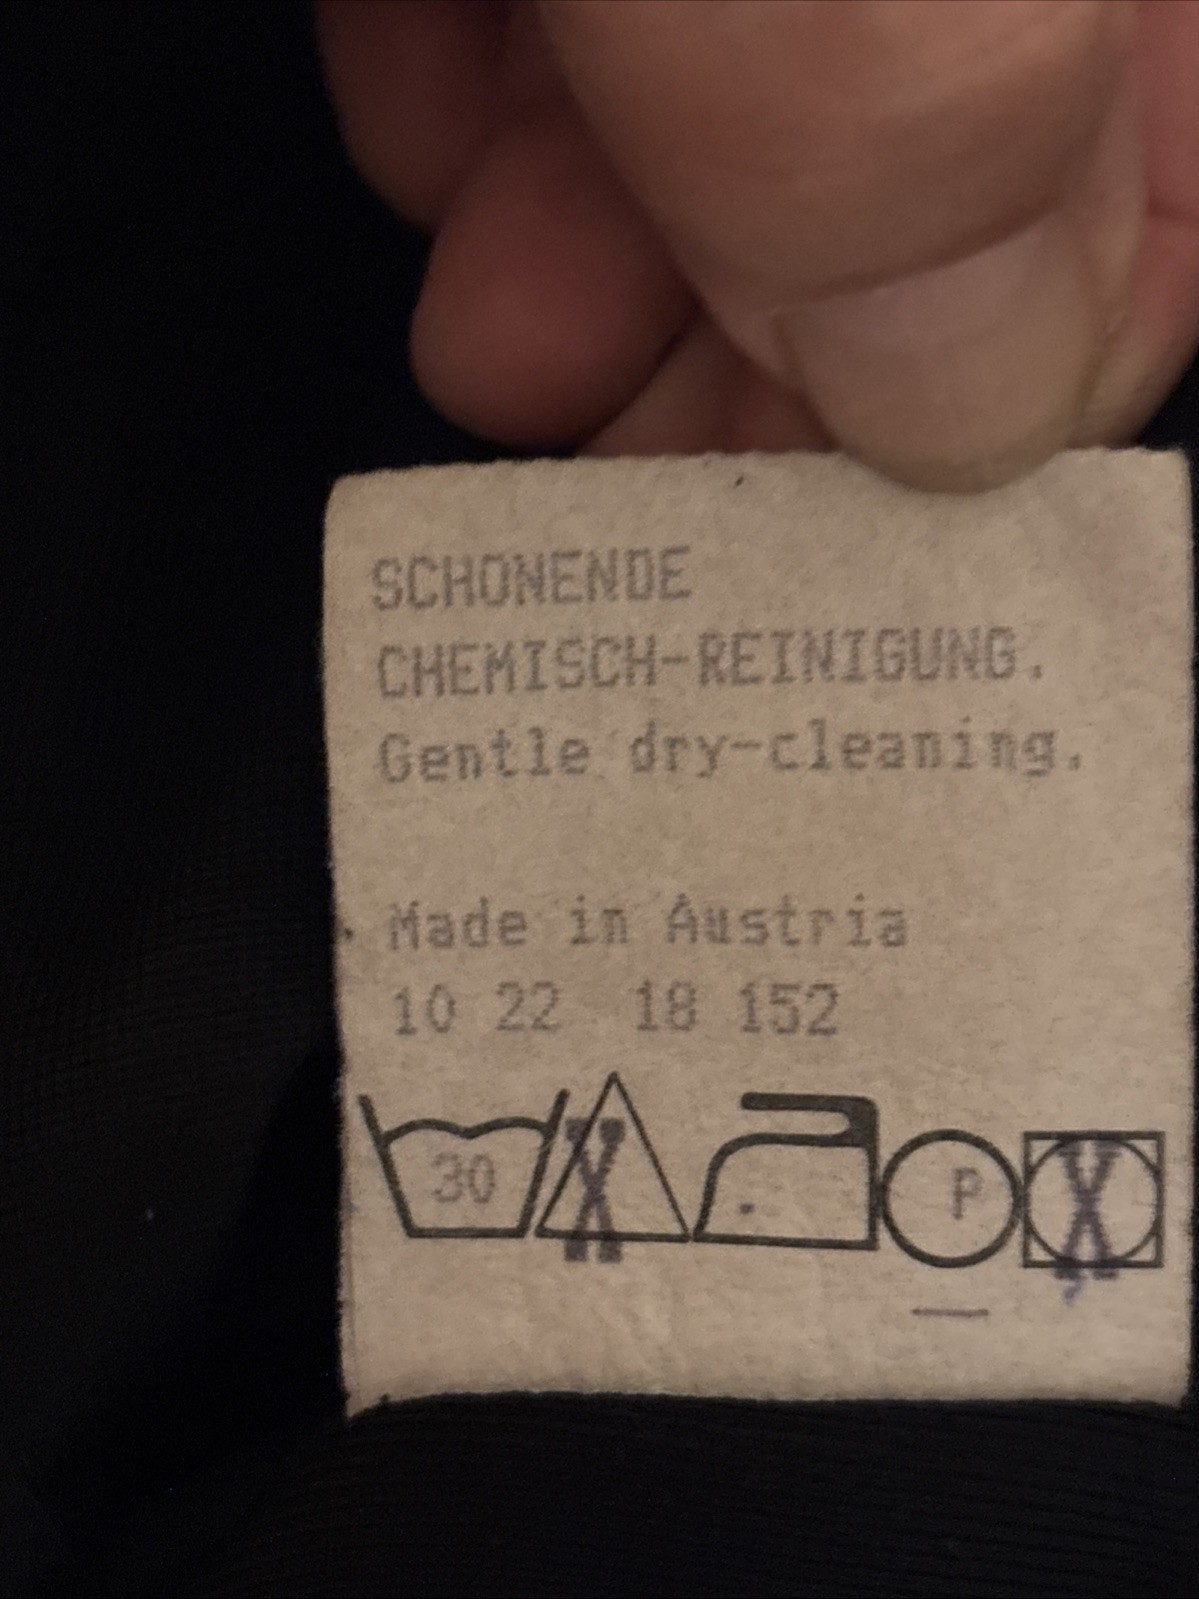 SCHONENDE
CHEMISCH-REINIGUNG.
Gentle dry-cleaning.
Made in Austria
10 22 18 152
30 P